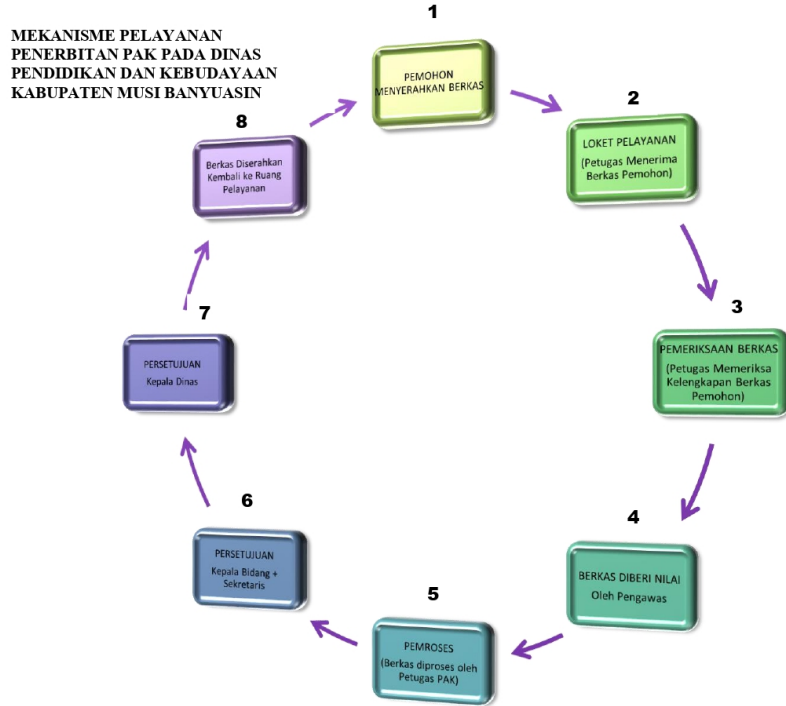 MEKANISME PELAYANAN
PENERBITAN PAK PADA DINAS
PENDIDIKAN DAN KEBUDAYAAN
KABUPATEN MUSI BANYUASIN
1
PEMOHON
MENYERAHKAN BERKAS
2
LOKET PELAYANAN
(Petugas Menerima
Berkas Pemohon)
3
PEMERIKSAAN BERKAS
(Petugas Memeriksa
Kelengkapan Berkas
Pemohon)
4
BERKAS DIBERI NILAI
Oleh Pengawas
5
PEMROSES
(Berkas diproses oleh
Petugas PAK)
6
PERSETUJUAN
Kepala Bidang +
Sekretaris
7
PERSETUJUAN
Kepala Dinas
8
Berkas Diserahkan
Kembali ke Ruang
Pelayanan